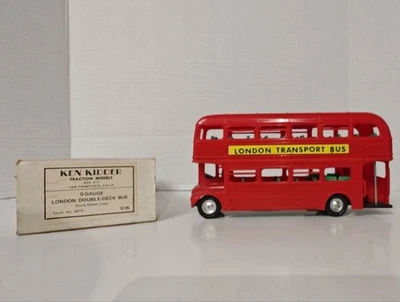 KEN KIDDER
TRACTION MODELS
SAN FRANCISCO, CALIF.
O-GAUGE
LONDON DOUBLE-DECK BUS
LONDON TRANSPORT BUS